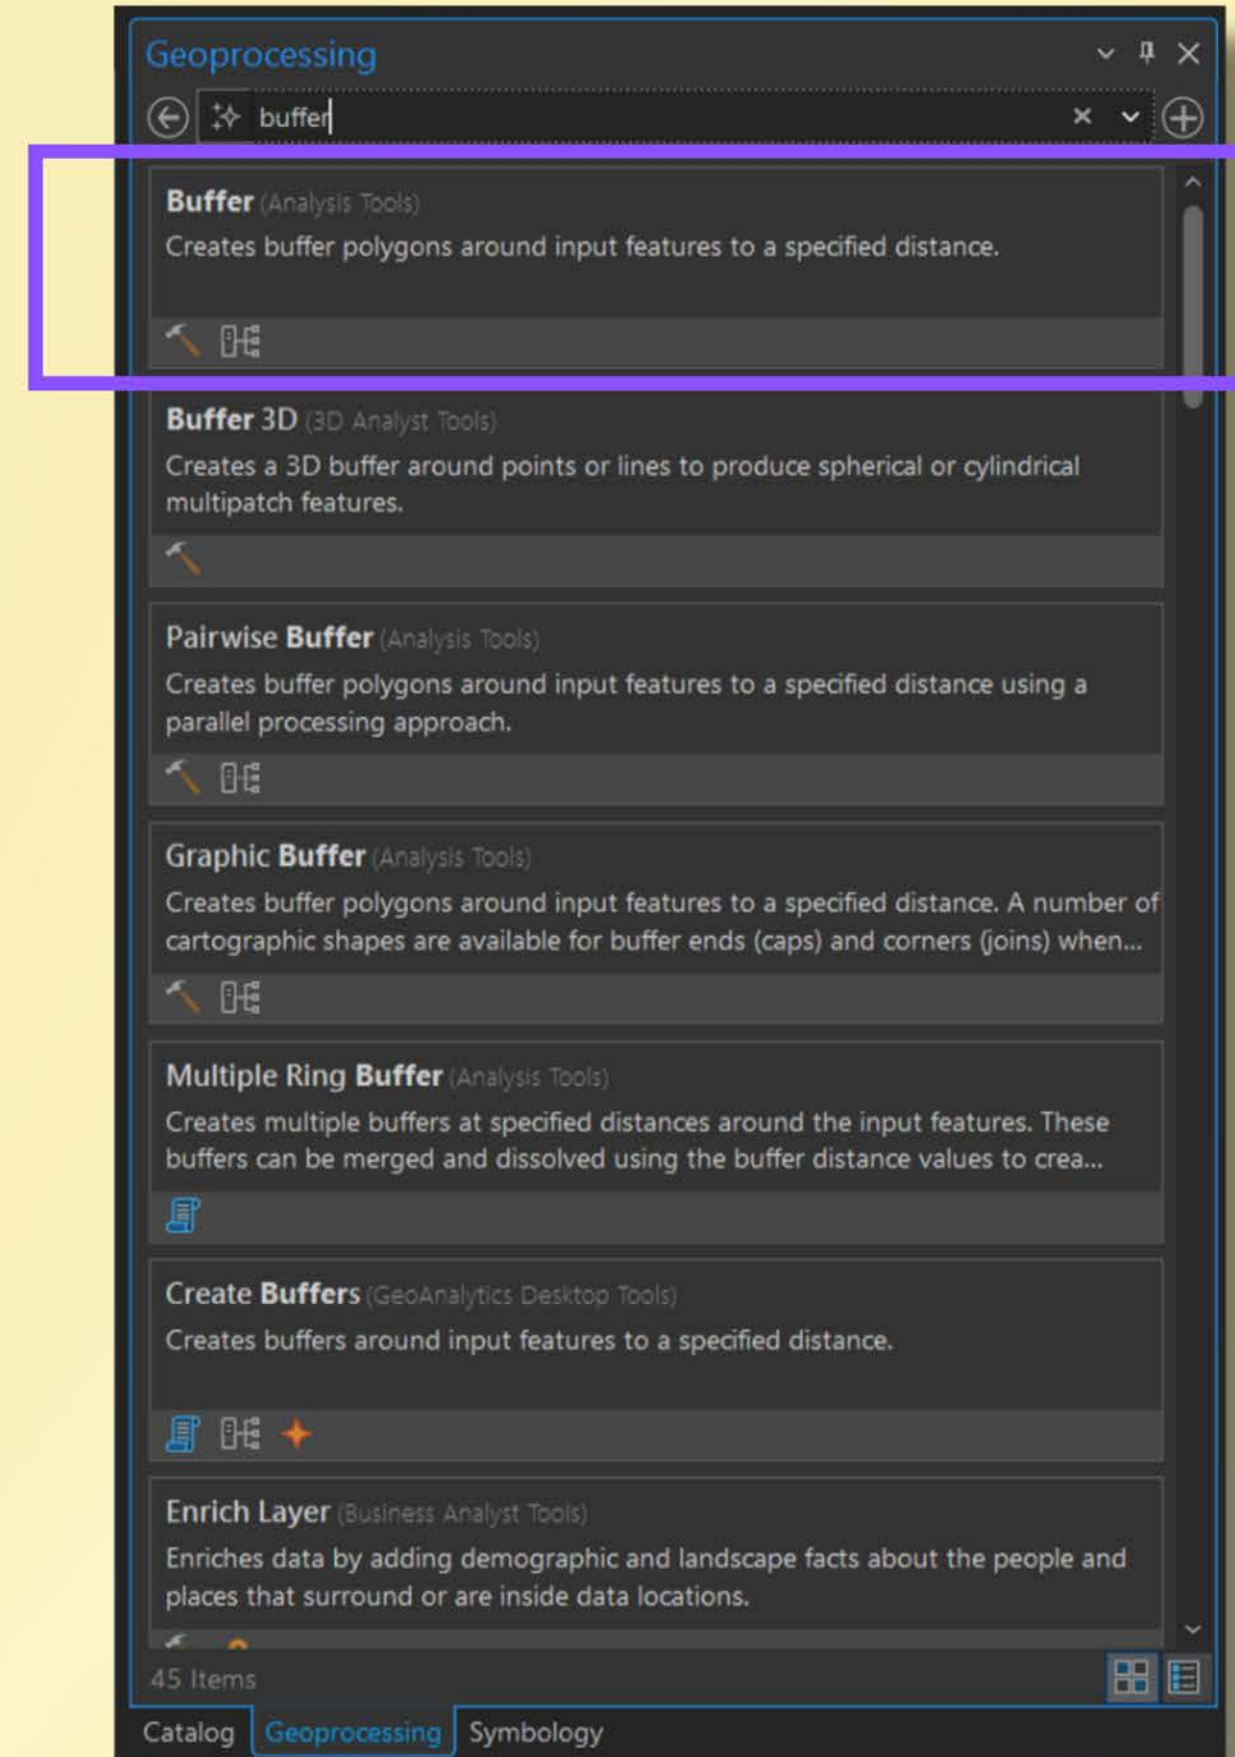 Geoprocessing
buffer
Buffer (Analysis Tools)
Creates buffer polygons around input features to a specified distance.
Buffer 3D (3D Analyst Tools)
Creates a 3D buffer around points or lines to produce spherical or cylindrical
multipatch features.
Pairwise Buffer (Analysis Tools)
Creates buffer polygons around input features to a specified distance using a
parallel processing approach.
Graphic Buffer (Analysis Tools)
Creates buffer polygons around input features to a specified distance. A number of
cartographic shapes are available for buffer ends (caps) and corners (joins) when...
Multiple Ring Buffer (Analysis Tools)
Creates multiple buffers at specified distances around the input features. These
buffers can be merged and dissolved using the buffer distance values to crea...
Create Buffers (GeoAnalytics Desktop Tools)
Creates buffers around input features to a specified distance.
Enrich Layer (Business Analyst Tools)
Enriches data by adding demographic and landscape facts about the people and
places that surround or are inside data locations.
45 Items
Catalog Geoprocessing Symbology